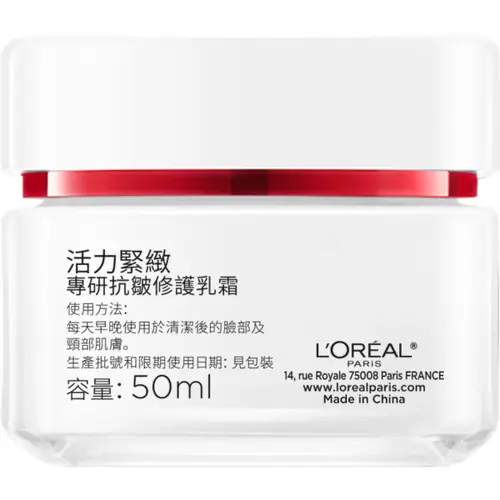 活力緊緻
專研抗皺修護乳霜
使用方法:
每天早晚使用於清潔後的臉部及
頸部肌膚。
生產批號和限期使用日期: 見包裝
容量: 50ml
L'ORÉAL®
PARIS
14, rue Royale 75008 Paris FRANCE
www.lorealparis.com
Made in China